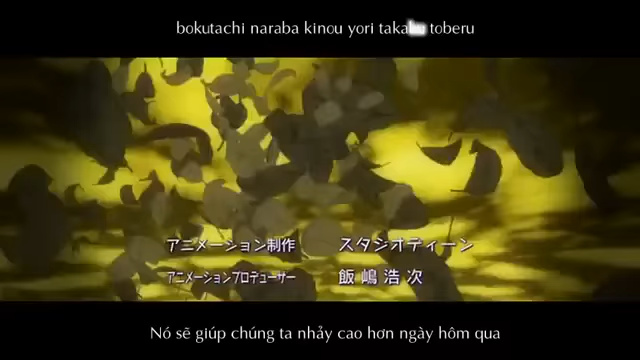 bokutachi naraba kinou yori takaku toberu
アニメーション制作 スタジオディーン
アニメーションプロデューサー 飯嶋浩次
Nó sẽ giúp chúng ta nhảy cao hơn ngày hôm qua